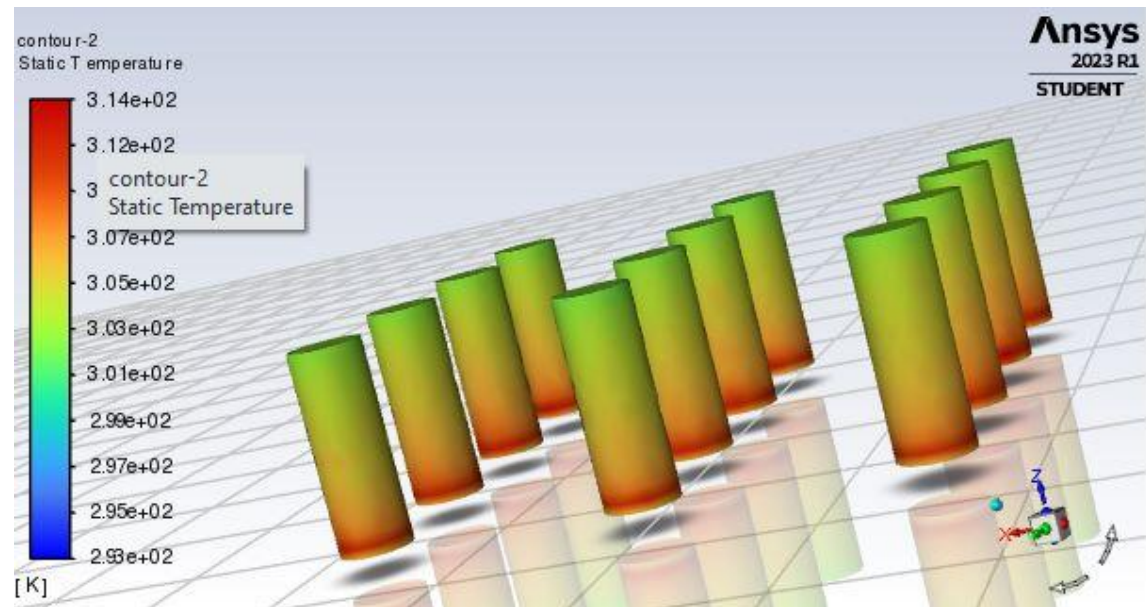 contour-2
Static Temperature
3.14e+02
3.12e+02
3
contour-2
Static Temperature
3.07e+02
3.05e+02
3.03e+02
3.01e+02
2.99e+02
2.97e+02
2.95e+02
2.93e+02
[K]
Ansys
2023 R1
STUDENT
Z
X